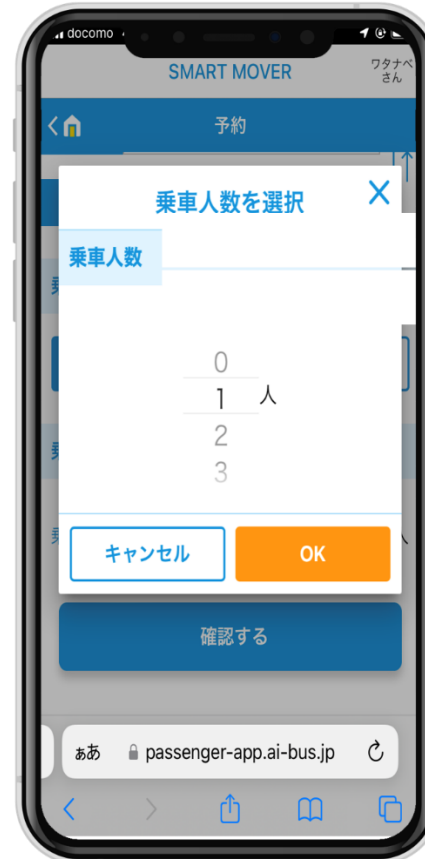 docomo
SMART MOVER
ワタナベ
さん
予約
乗車人数を選択
乗車人数
0
1 人
2
3
キャンセル
OK
確認する
ぁあ passenger-app.ai-bus.jp